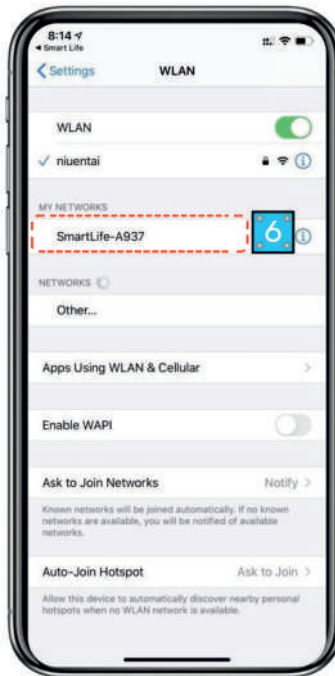 8:14
Smart Life
Settings
WLAN
WLAN
niuentai
MY NETWORKS
SmartLife-A937
6
NETWORKS
Other...
Apps Using WLAN & Cellular
Enable WAPI
Ask to Join Networks Notify
Known networks will be joined automatically. If no known
networks are available, you will be notified of available
networks.
Auto-Join Hotspot Ask to Join
Allow this device to automatically discover nearby personal
hotspots when no WLAN network is available.